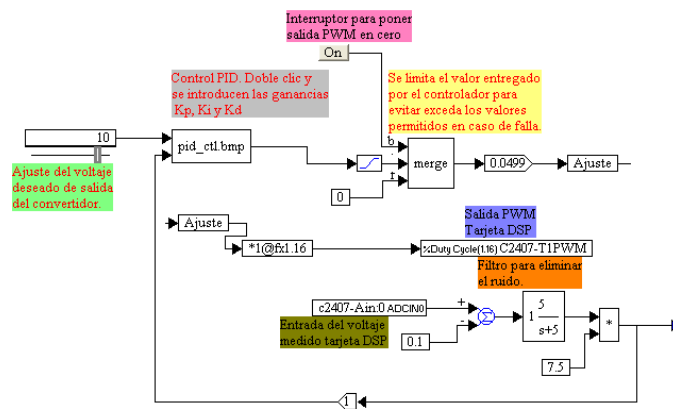 Interruptor para poner
salida PWM en cero
On
Control PID. Doble clic y
se introducen las ganancias
Kp, Ki y Kd
Se limita el valor entregado
por el controlador para
evitar exceda los valores
permitidos en caso de falla.
10
pid_ctl.bmp
b
t
f
merge
0.0499
Ajuste
0
Ajuste del voltaje
deseado de salida
del convertidor.
Ajuste
*1@fx1.16
Salida PWM
Tarjeta DSP
%Duty Cycle(1.16) C2407-T1PWM
Filtro para eliminar
el ruido.
c2407-Ain:0 ADCIN0
+
-
Σ
1
5
s+5
*
Entrada del voltaje
medido tarjeta DSP
0.1
7.5
1